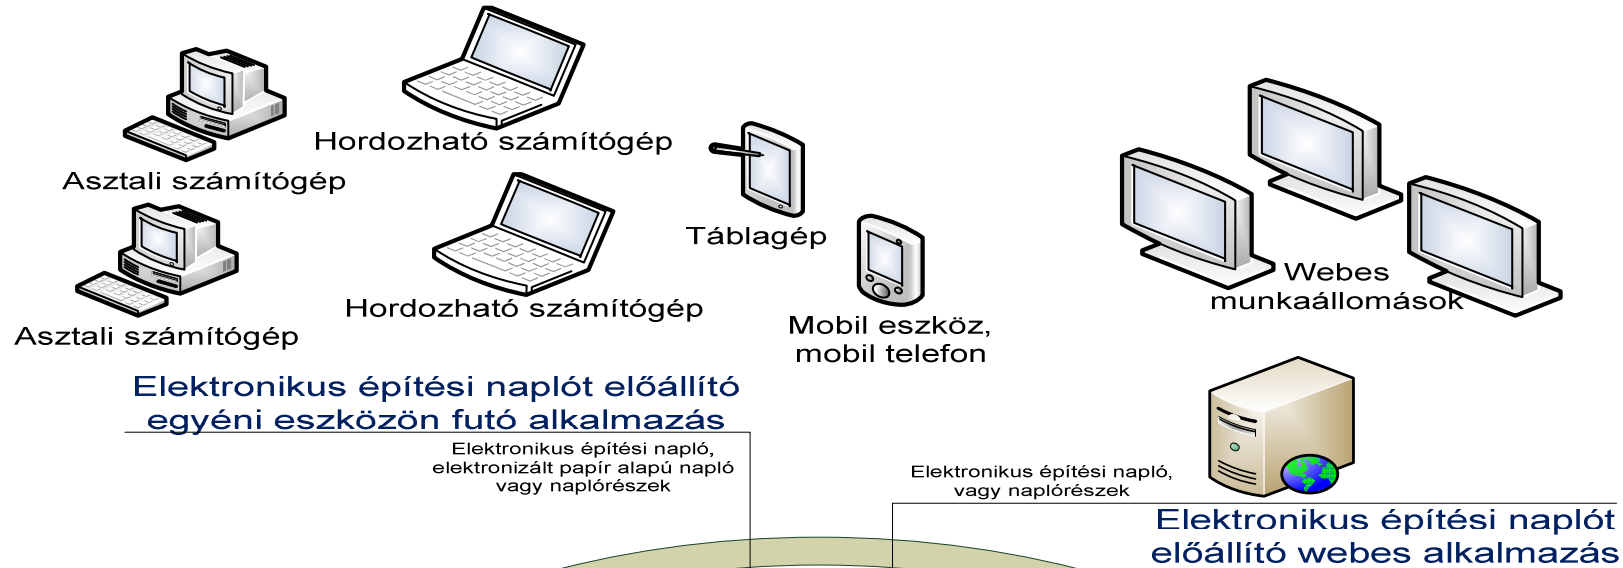 Hordozható számítógép
Asztali számítógép
Táblagép
Hordozható számítógép
Asztali számítógép
Mobil eszköz,
mobil telefon
Webes
munkaállomások
Elektronikus építési naplót előállító
egyéni eszközön futó alkalmazás
Elektronikus építési napló,
elektronizált papír alapú napló
vagy naplórészek
Elektronikus építési napló,
vagy naplórészek
Elektronikus építési naplót
előállító webes alkalmazás